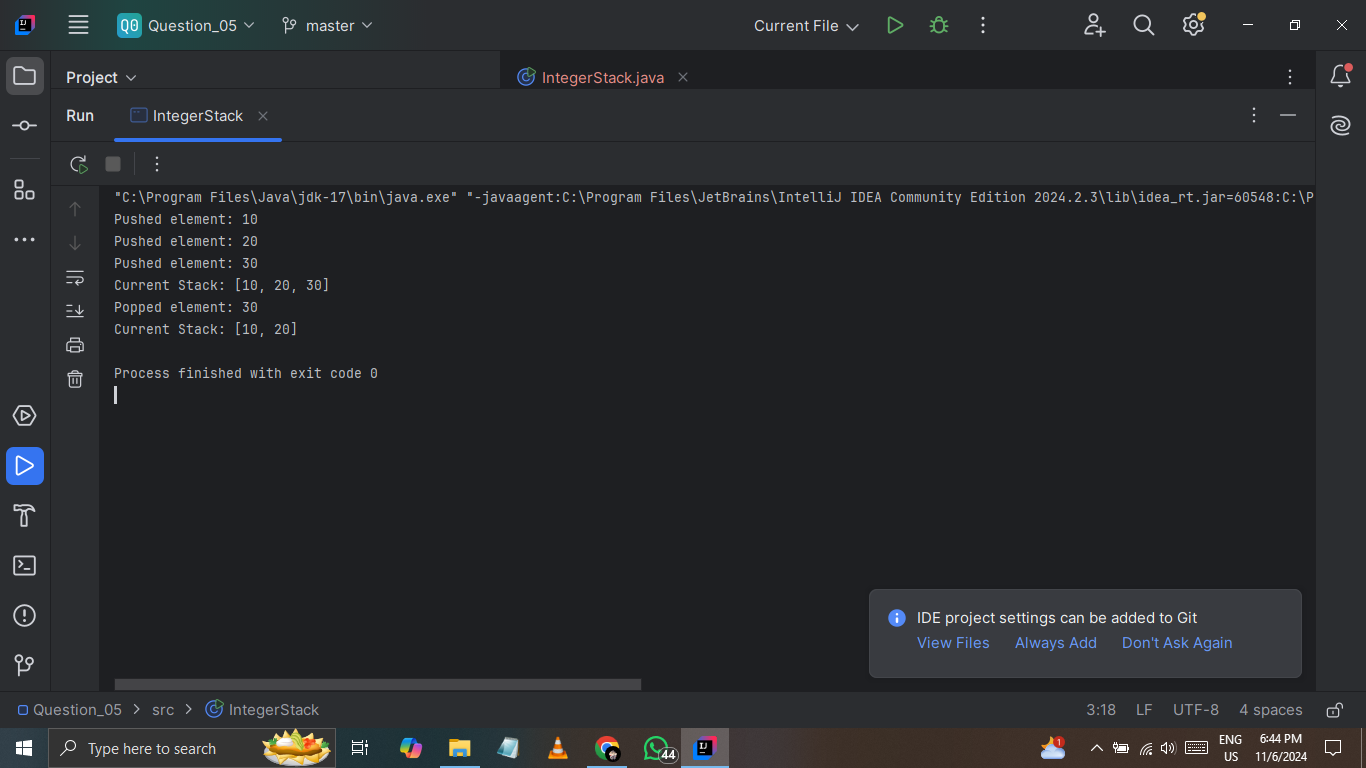 Q0 Question_05 master Current File
Project IntegerStack.java
Run IntegerStack
"C:\Program Files\Java\jdk-17\bin\java.exe" "-javaagent:C:\Program Files\JetBrains\IntelliJ IDEA Community Edition 2024.2.3\lib\idea_rt.jar=60548:C:\P
Pushed element: 10
Pushed element: 20
Pushed element: 30
Current Stack: [10, 20, 30]
Popped element: 30
Current Stack: [10, 20]
Process finished with exit code 0
IDE project settings can be added to Git
View Files Always Add Don't Ask Again
Question_05 > src > IntegerStack 3:18 LF UTF-8 4 spaces
Type here to search 44 1 ENG 6:44 PM
US 11/6/2024